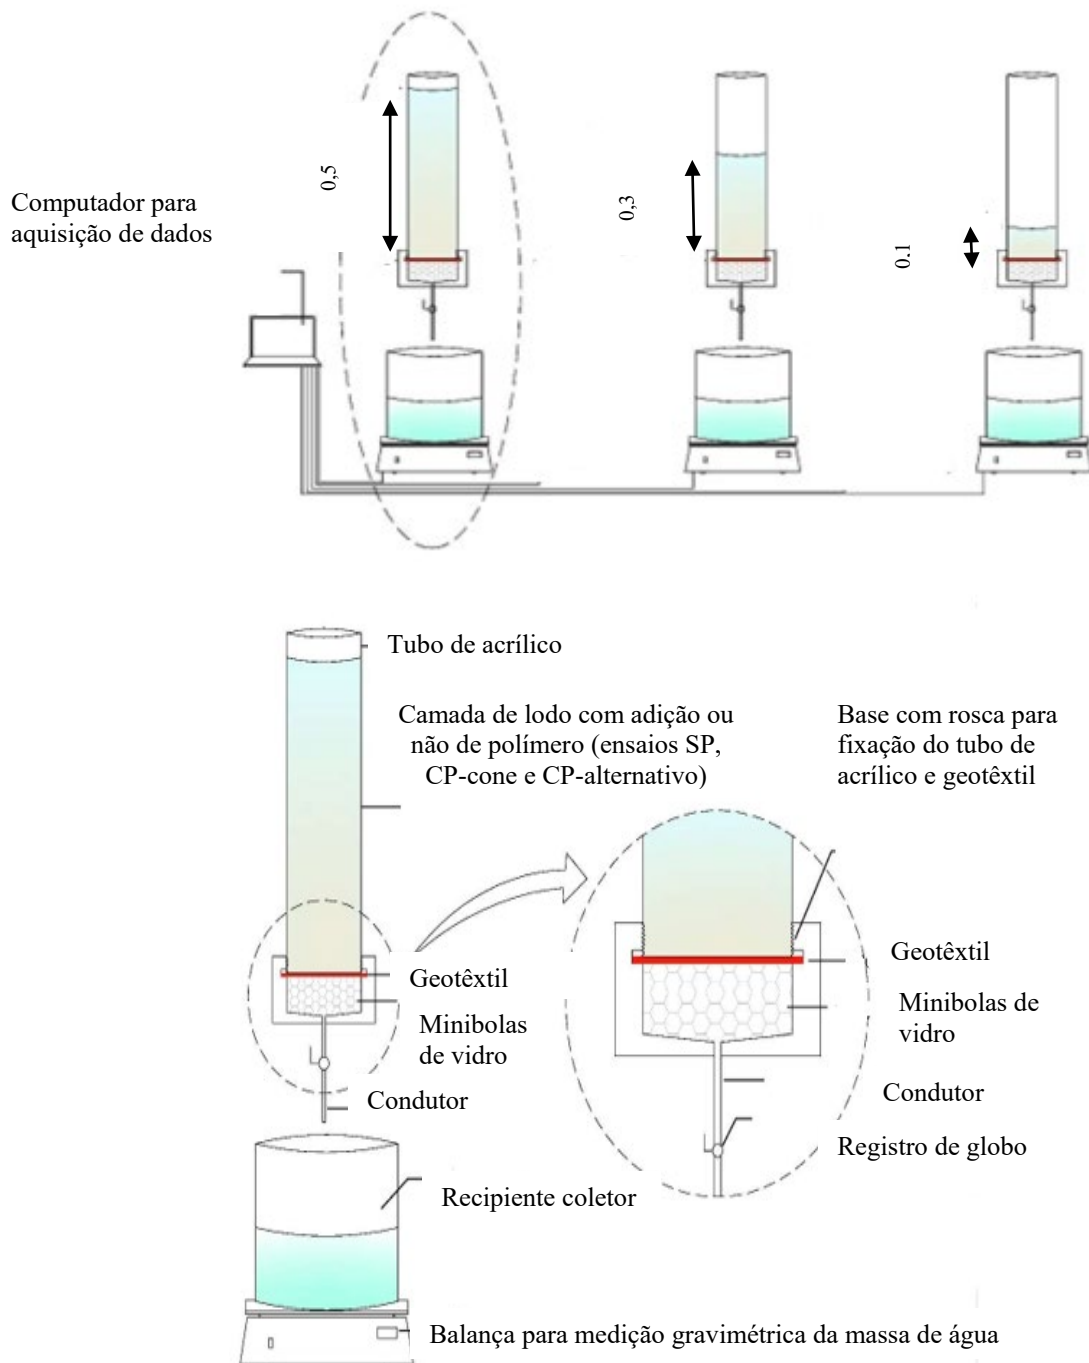 Computador para
aquisição de dados
0,5
0,3
0.1
Tubo de acrílico
Camada de lodo com adição ou
não de polímero (ensaios SP,
CP-cone e CP-alternativo)
Base com rosca para
fixação do tubo de
acrílico e geotêxtil
Geotêxtil
Minibolas
de vidro
Condutor
Geotêxtil
Minibolas de
vidro
Condutor
Registro de globo
Recipiente coletor
Balança para medição gravimétrica da massa de água